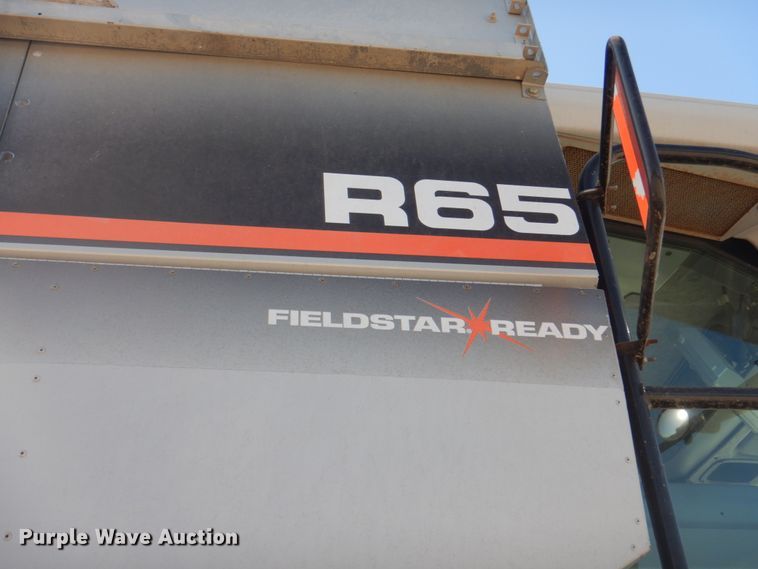 R65
FIELDSTAR READY
Purple Wave Auction